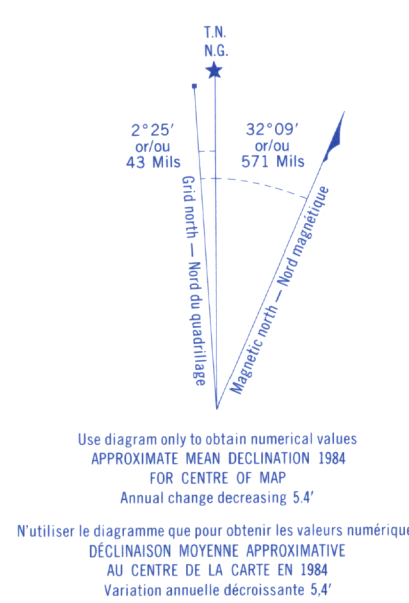 T.N.
N.G.
2°25′
or/ou
43 Mils
32°09′
or/ou
571 Mils
Grid north — Nord du quadrillage
Magnetic north — Nord magnétique
Use diagram only to obtain numerical values
APPROXIMATE MEAN DECLINATION 1984
FOR CENTRE OF MAP
Annual change decreasing 5.4′
N'utiliser le diagramme que pour obtenir les valeurs numérique
DÉCLINAISON MOYENNE APPROXIMATIVE
AU CENTRE DE LA CARTE EN 1984
Variation annuelle décroissante 5,4′